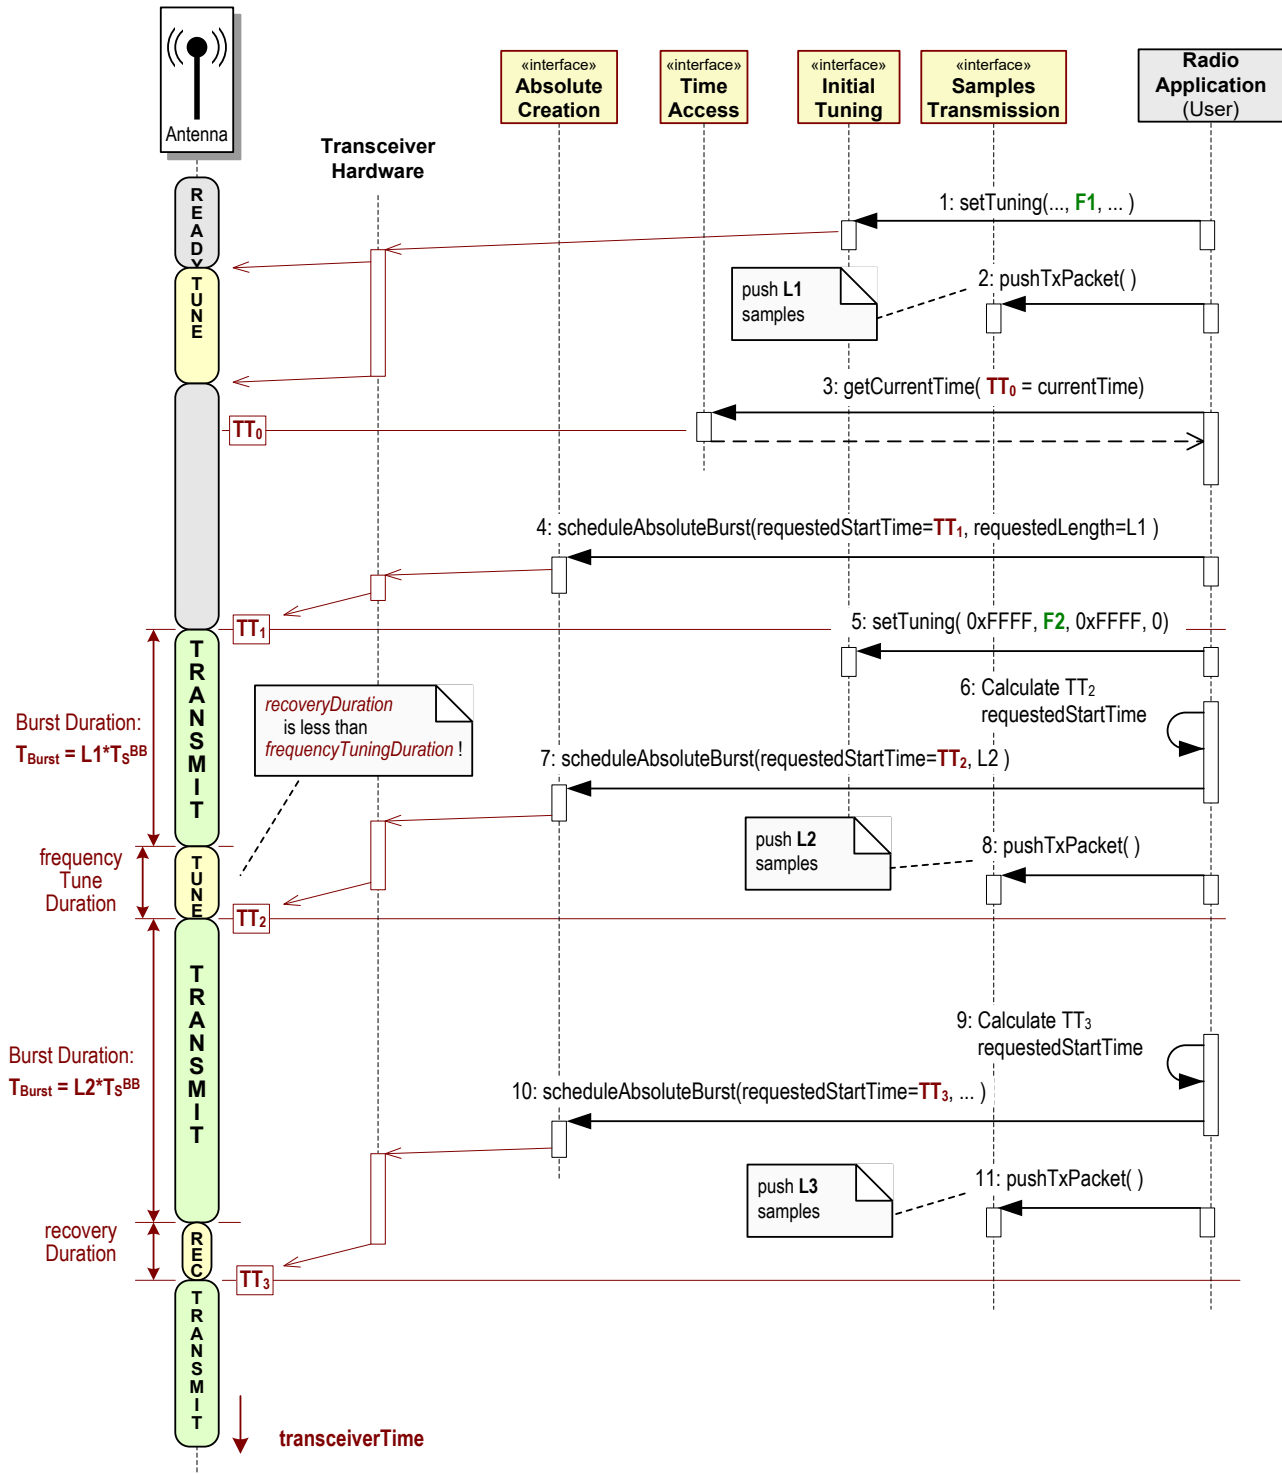 Antenna
«interface»
Absolute
Creation
«interface»
Time
Access
«interface»
Initial
Tuning
«interface»
Samples
Transmission
Radio
Application
(User)
Transceiver
Hardware
READY
1: setTuning(..., F1, ... )
TUNE
push L1
samples
2: pushTxPacket( )
3: getCurrentTime( TT0 = currentTime)
TT0
4: scheduleAbsoluteBurst(requestedStartTime=TT1, requestedLength=L1 )
TT1
5: setTuning( 0xFFFF, F2, 0xFFFF, 0)
TRANSMIT
Burst Duration:
TBurst = L1*TSBB
recoveryDuration
is less than
frequencyTuningDuration !
6: Calculate TT2
requestedStartTime
7: scheduleAbsoluteBurst(requestedStartTime=TT2, L2 )
frequency
Tune
Duration
TUNE
push L2
samples
8: pushTxPacket( )
TT2
TRANSMIT
Burst Duration:
TBurst = L2*TSBB
9: Calculate TT3
requestedStartTime
10: scheduleAbsoluteBurst(requestedStartTime=TT3, ... )
push L3
samples
11: pushTxPacket( )
recovery
Duration
REC
TT3
TRANSMIT
transceiverTime